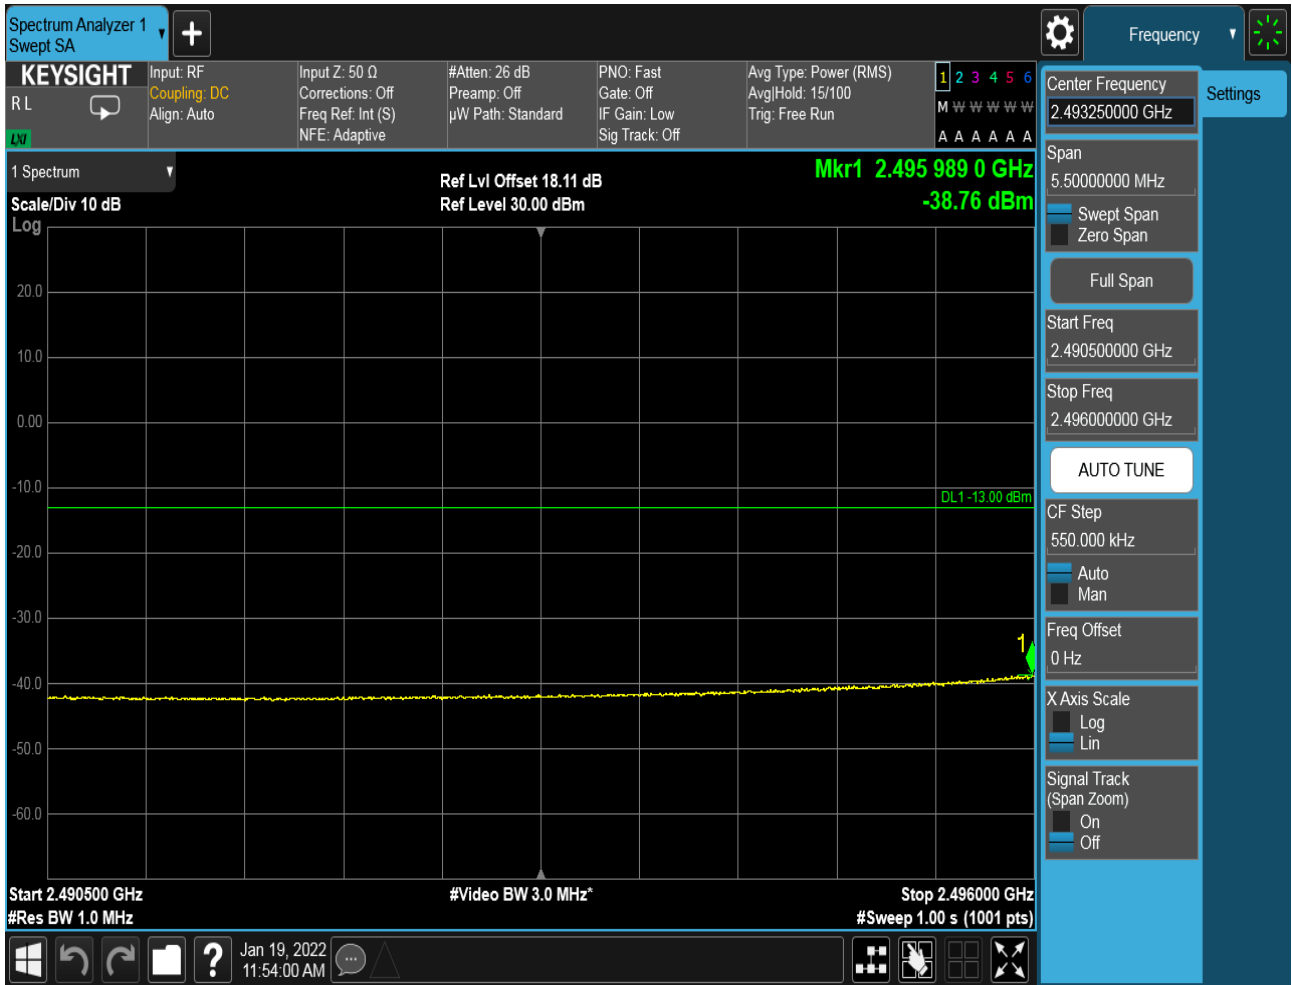 Spectrum Analyzer 1
Swept SA
Frequency
KEYSIGHT
R L
LXI
Input: RF
Coupling: DC
Align: Auto
Input Z: 50 Ω
Corrections: Off
Freq Ref: Int (S)
NFE: Adaptive
#Atten: 26 dB
Preamp: Off
µW Path: Standard
PNO: Fast
Gate: Off
IF Gain: Low
Sig Track: Off
Avg Type: Power (RMS)
Avg|Hold: 15/100
Trig: Free Run
1 2 3 4 5 6
M W W W W W
A A A A A A
1 Spectrum
Scale/Div 10 dB
Log
Ref Lvl Offset 18.11 dB
Ref Level 30.00 dBm
Mkr1 2.495 989 0 GHz
-38.76 dBm
20.0
10.0
0.00
-10.0
-20.0
-30.0
-40.0
-50.0
-60.0
DL1 -13.00 dBm
1
Start 2.490500 GHz
#Res BW 1.0 MHz
#Video BW 3.0 MHz*
Stop 2.496000 GHz
#Sweep 1.00 s (1001 pts)
Jan 19, 2022
11:54:00 AM
Center Frequency
2.493250000 GHz
Settings
Span
5.50000000 MHz
Swept Span
Zero Span
Full Span
Start Freq
2.490500000 GHz
Stop Freq
2.496000000 GHz
AUTO TUNE
CF Step
550.000 kHz
Auto
Man
Freq Offset
0 Hz
X Axis Scale
Log
Lin
Signal Track
(Span Zoom)
On
Off